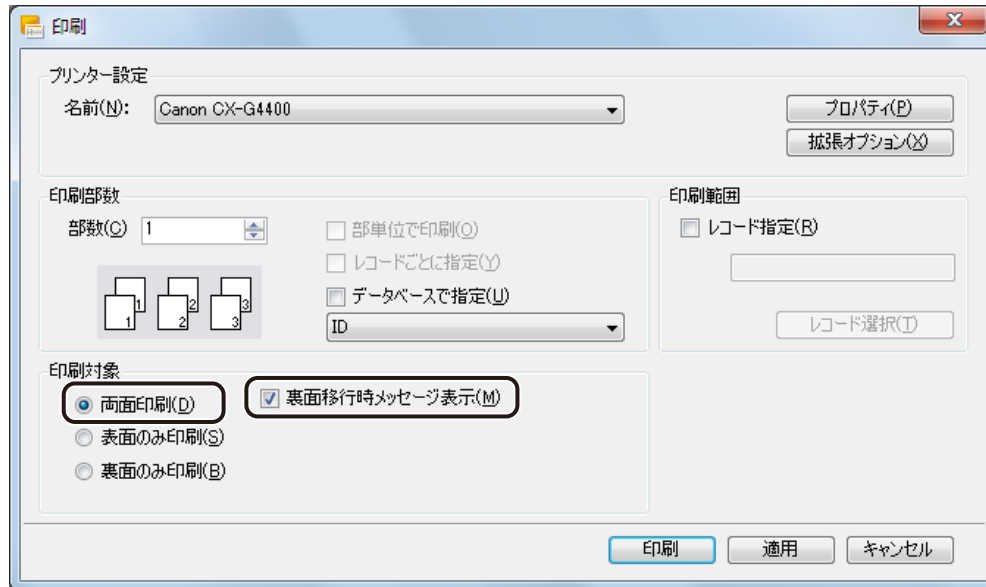 印刷
プリンター設定
名前(N): Canon CX-G4400
プロパティ(P)
拡張オプション(X)
印刷部数
部数(C) 1
部単位で印刷(O)
レコードごとに指定(Y)
データベースで指定(U)
ID
1 1 2 2 3 3
印刷範囲
レコード指定(R)
レコード選択(T)
印刷対象
両面印刷(D)
裏面移行時メッセージ表示(M)
表面のみ印刷(S)
裏面のみ印刷(B)
印刷 適用 キャンセル